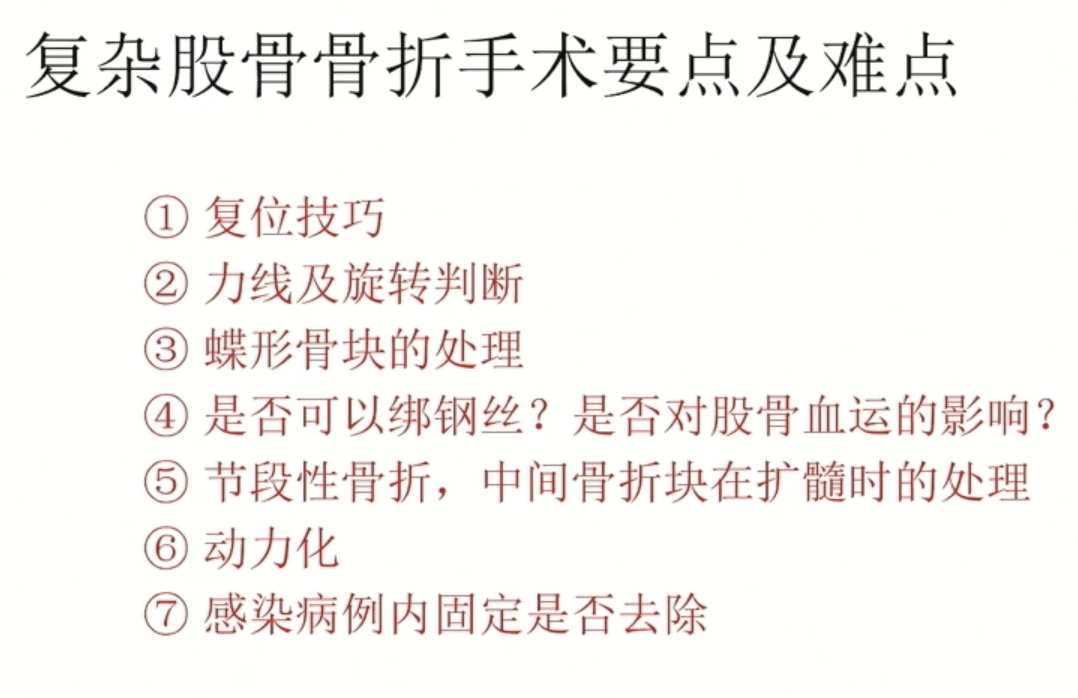 复杂股骨骨折手术要点及难点
① 复位技巧
② 力线及旋转判断
③ 蝶形骨块的处理
④ 是否可以绑钢丝？是否对股骨血运的影响？
⑤ 节段性骨折，中间骨折块在扩髓时的处理
⑥ 动力化
⑦ 感染病例内固定是否去除